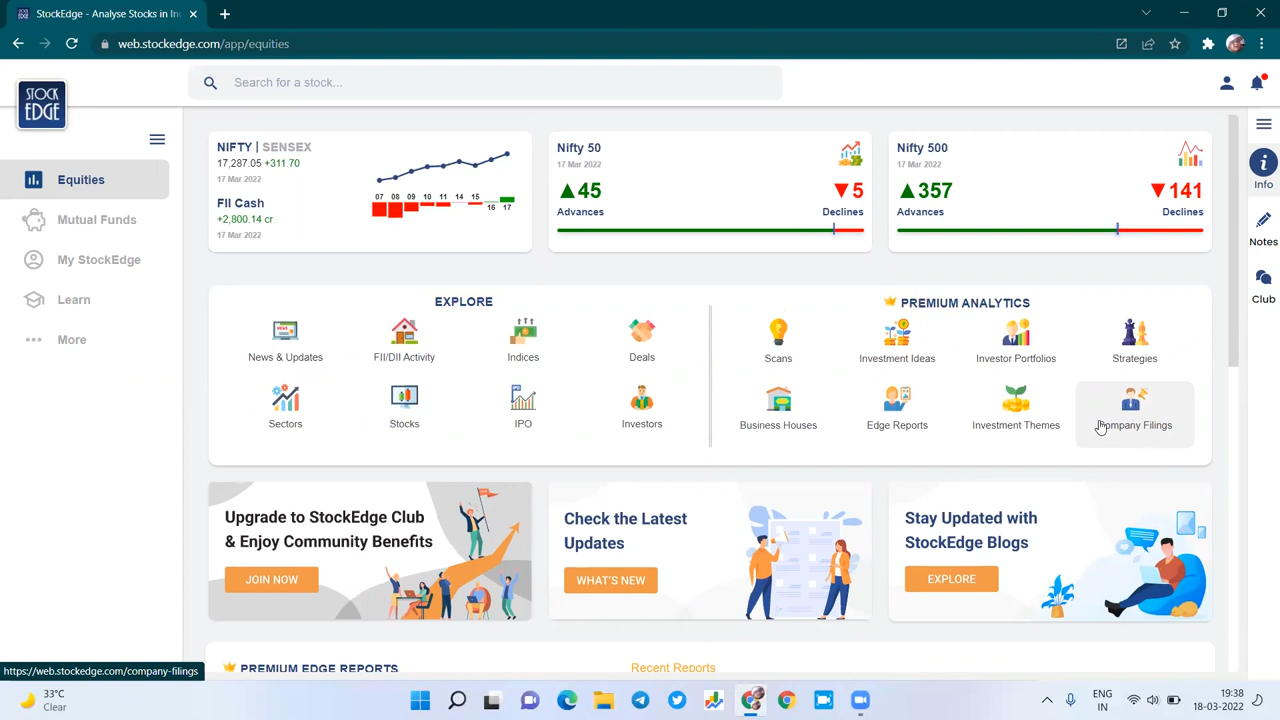 StockEdge - Analyse Stocks in Ind
web.stockedge.com/app/equities
STOCK
EDGE
Search for a stock...
Equities
Mutual Funds
My StockEdge
Learn
More
NIFTY | SENSEX
17,287.05 +311.70
17 Mar 2022
FII Cash
+2,800.14 cr
17 Mar 2022
07 08 09 10 11 14 15 16 17
Nifty 50
17 Mar 2022
▲45 ▼5
Advances Declines
Nifty 500
17 Mar 2022
▲357 ▼141
Advances Declines
Info
Notes
Club
EXPLORE
News & Updates FII/DII Activity Indices Deals
Sectors Stocks IPO Investors
PREMIUM ANALYTICS
Scans Investment Ideas Investor Portfolios Strategies
Business Houses Edge Reports Investment Themes Company Filings
Upgrade to StockEdge Club
& Enjoy Community Benefits
JOIN NOW
Check the Latest
Updates
WHAT'S NEW
Stay Updated with
StockEdge Blogs
EXPLORE
PREMIUM EDGE REPORTS
Recent Reports
https://web.stockedge.com/company-filings
33°C
Clear
ENG
IN
19:38
18-03-2022